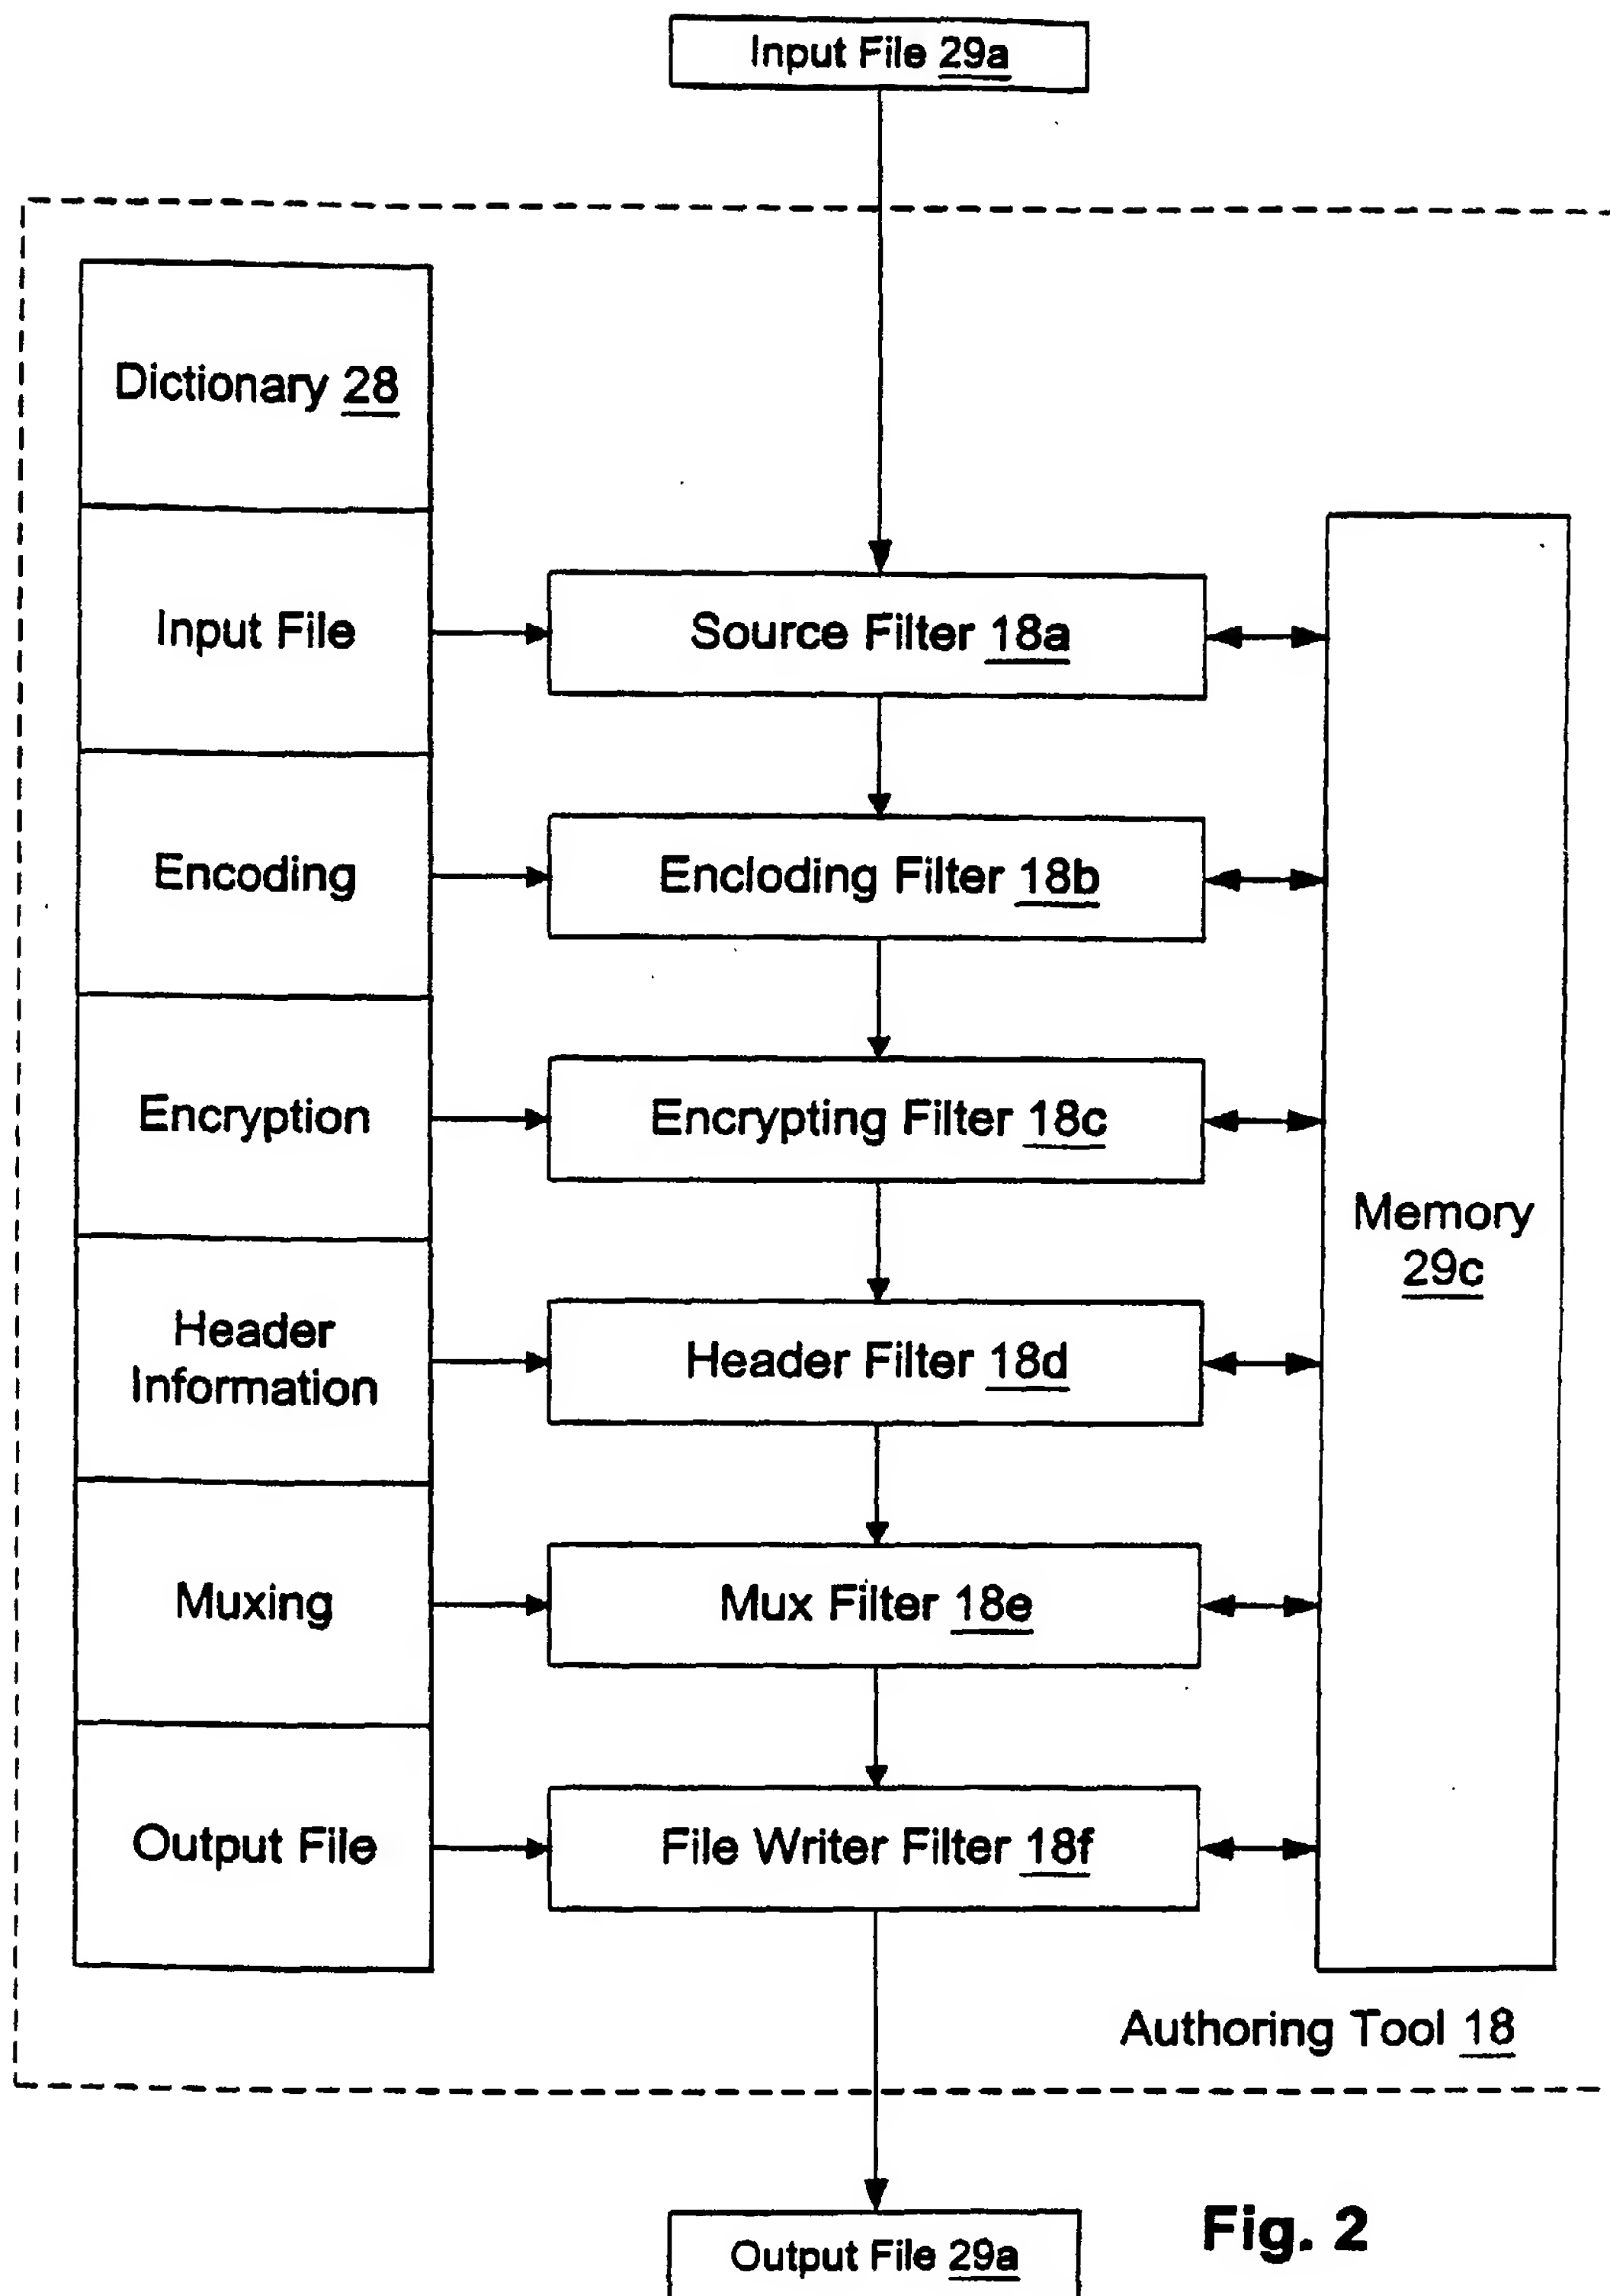 Input File 29a
Dictionary 28
Input File
Source Filter 18a
Encoding
Encloding Filter 18b
Encryption
Encrypting Filter 18c
Memory
29c
Header
Information
Header Filter 18d
Muxing
Mux Filter 18e
Output File
File Writer Filter 18f
Authoring Tool 18
Output File 29a
Fig. 2